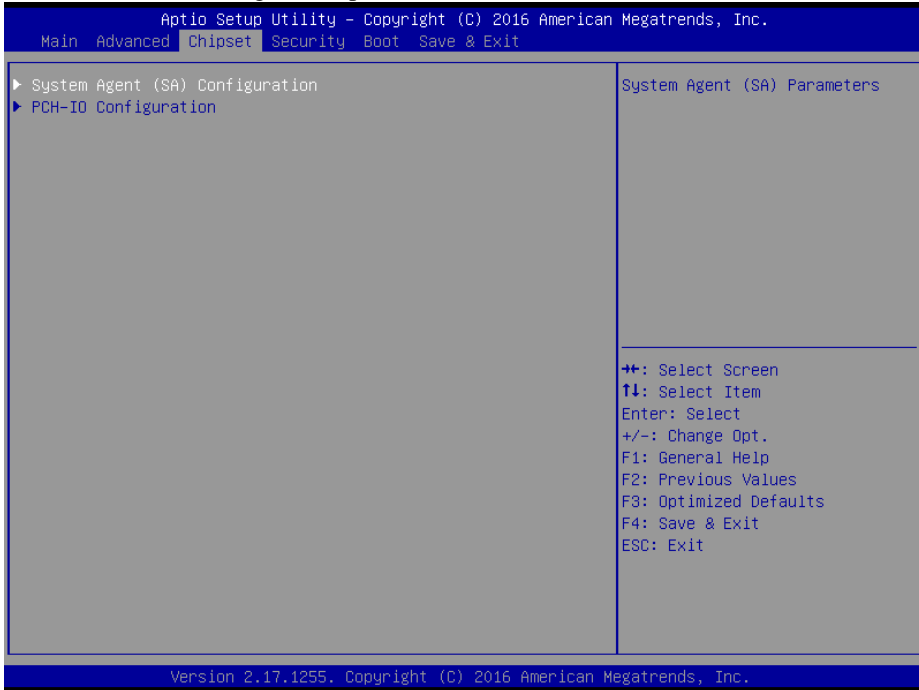 Aptio Setup Utility – Copyright (C) 2016 American Megatrends, Inc.
Main Advanced Chipset Security Boot Save & Exit
▶ System Agent (SA) Configuration
▶ PCH-IO Configuration
System Agent (SA) Parameters
→←: Select Screen
↑↓: Select Item
Enter: Select
+/-: Change Opt.
F1: General Help
F2: Previous Values
F3: Optimized Defaults
F4: Save & Exit
ESC: Exit
Version 2.17.1255. Copyright (C) 2016 American Megatrends, Inc.